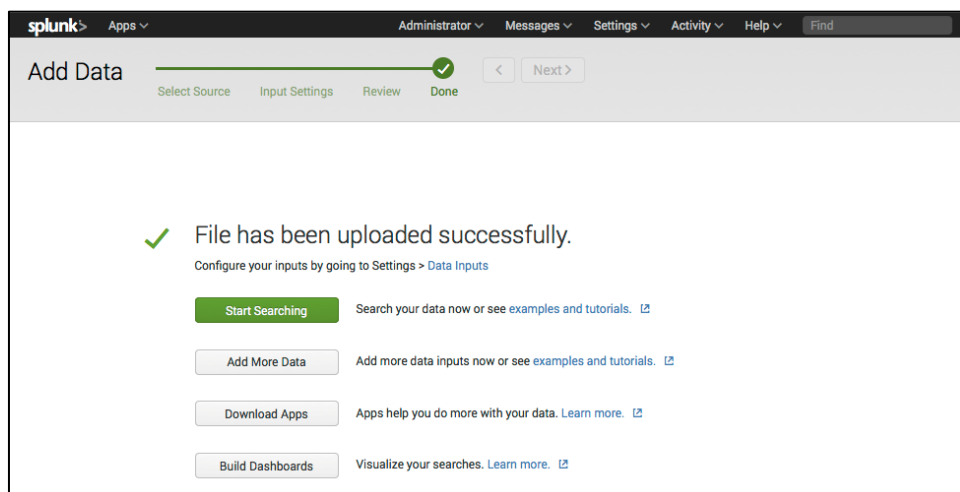 splunk> Apps Administrator Messages Settings Activity Help Find
Add Data < Next >
Select Source Input Settings Review Done
File has been uploaded successfully.
Configure your inputs by going to Settings > Data Inputs
Start Searching Search your data now or see examples and tutorials.
Add More Data Add more data inputs now or see examples and tutorials.
Download Apps Apps help you do more with your data. Learn more.
Build Dashboards Visualize your searches. Learn more.